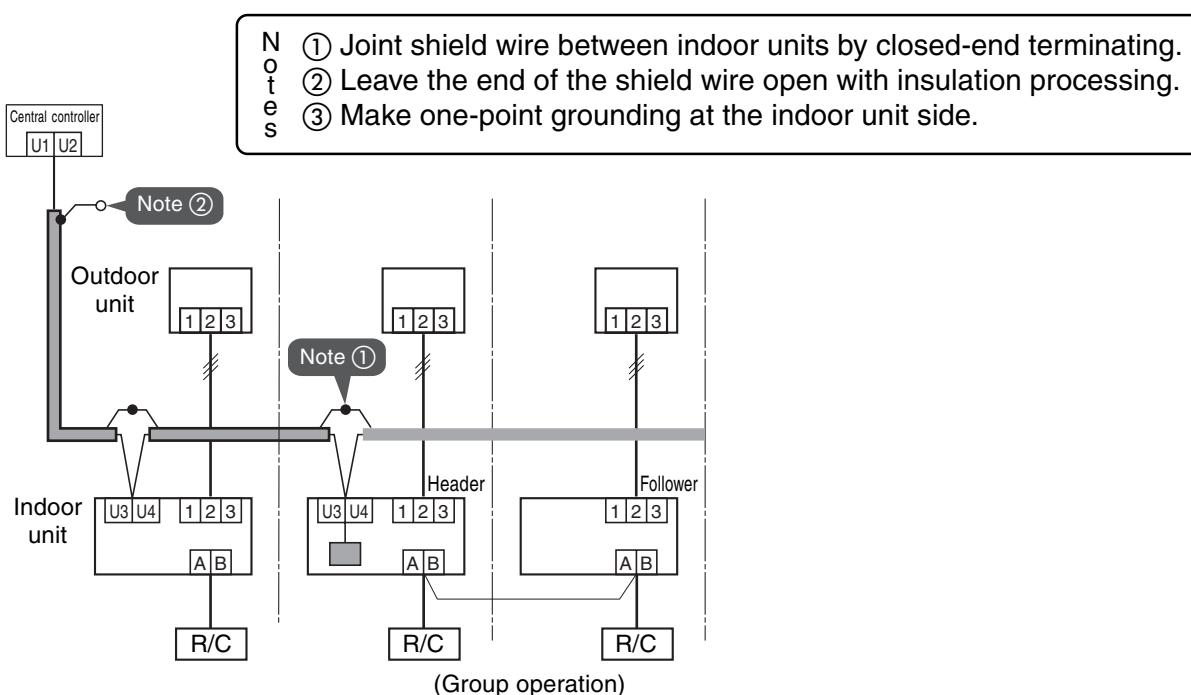 Notes
① Joint shield wire between indoor units by closed-end terminating.
② Leave the end of the shield wire open with insulation processing.
③ Make one-point grounding at the indoor unit side.
Central controller
U1 U2
Note ②
Outdoor
unit
1 2 3
1 2 3
1 2 3
Note ①
Header
Follower
Indoor
unit
U3 U4
1 2 3
U3 U4
1 2 3
1 2 3
A B
A B
A B
R/C
R/C
R/C
(Group operation)